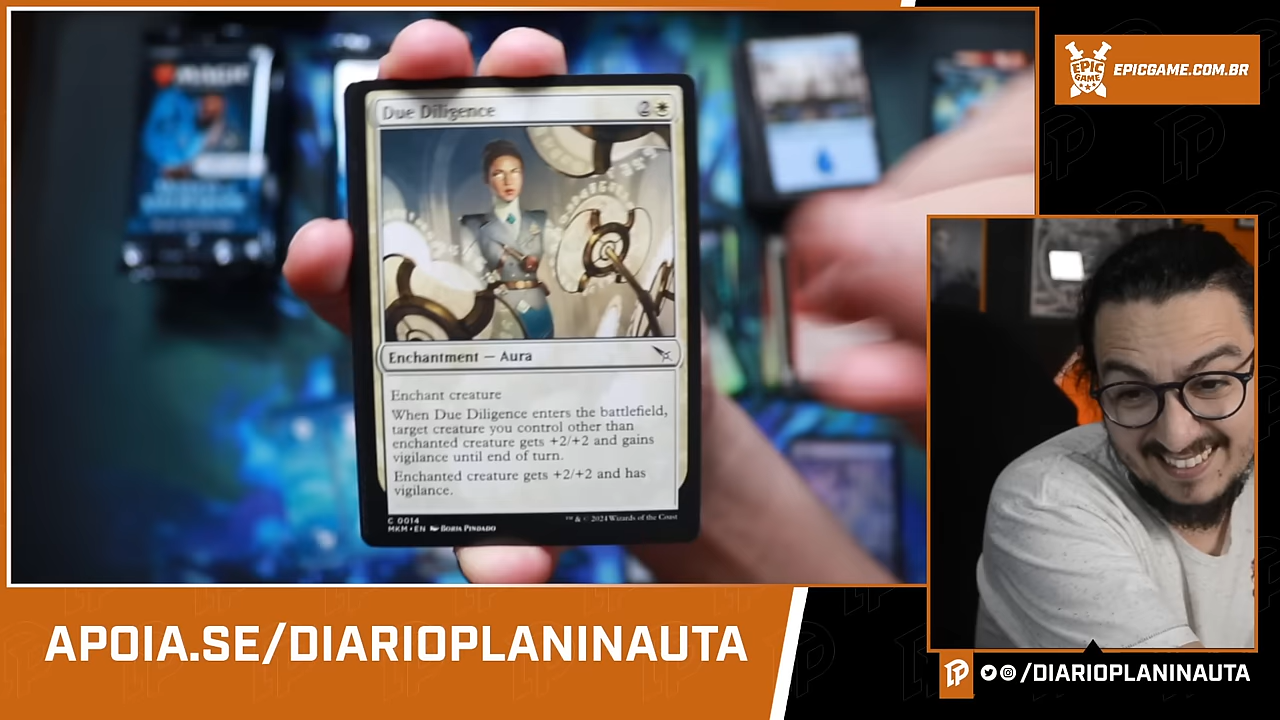 EPIC
GAME
EPICGAME.COM.BR
MAGIC
Due Diligence 2
Enchantment — Aura
Enchant creature
When Due Diligence enters the battlefield,
target creature you control other than
enchanted creature gets +2/+2 and gains
vigilance until end of turn.
Enchanted creature gets +2/+2 and has
vigilance.
C 0014
MKM • EN Borja Pindado
™ & © 2024 Wizards of the Coast
APOIA.SE/DIARIOPLANINAUTA
/DIARIOPLANINAUTA